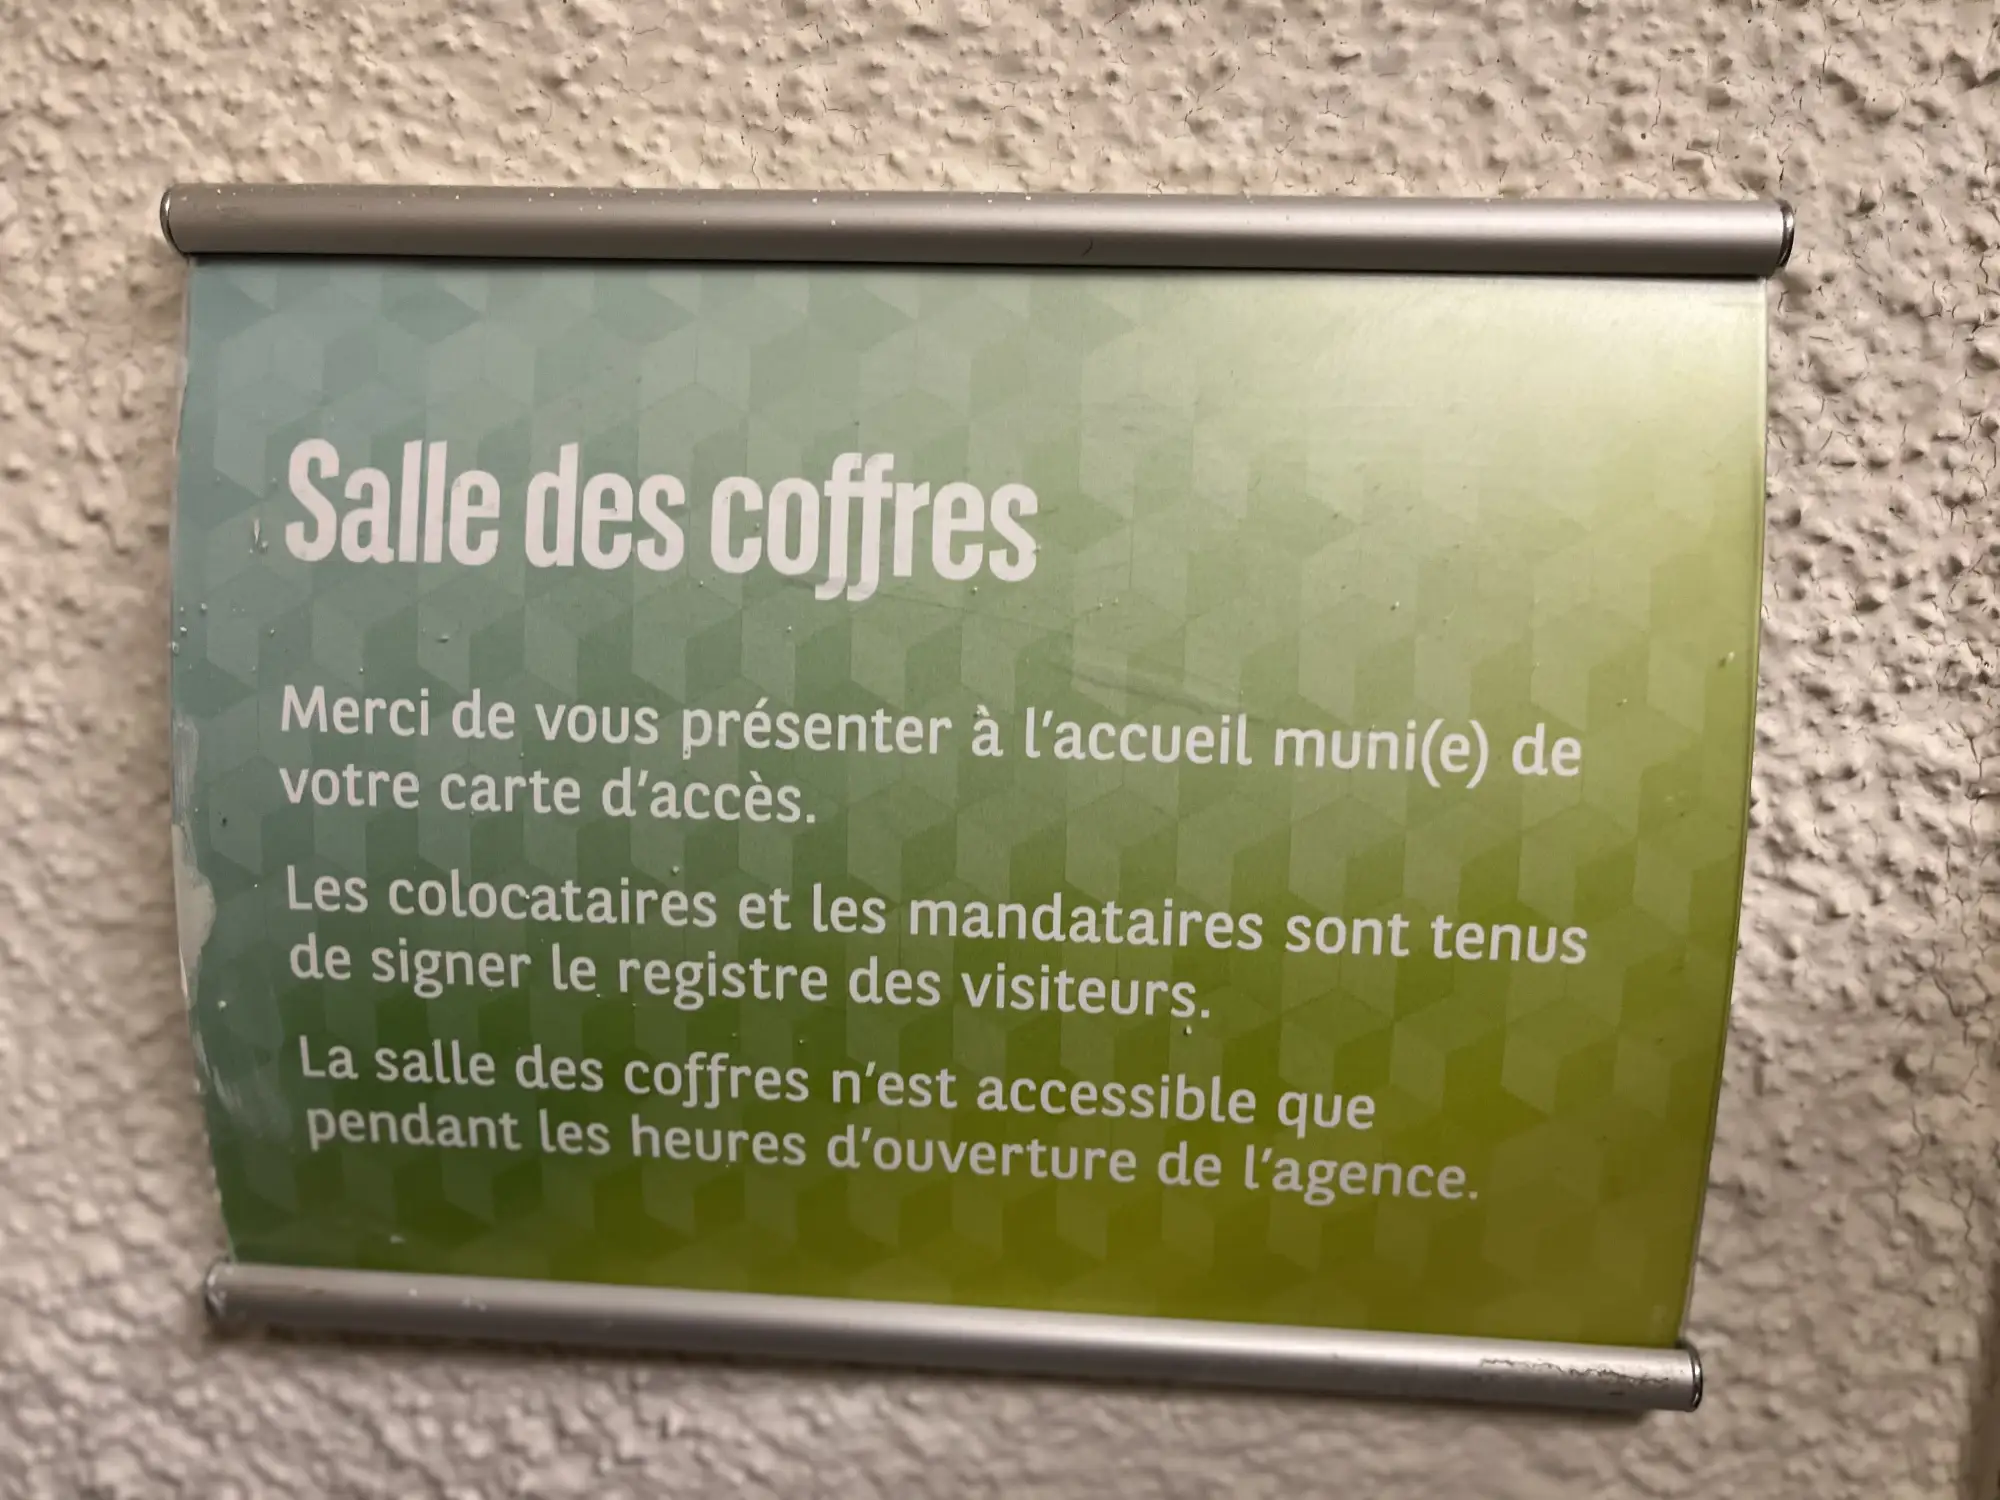 Salle des coffres
Merci de vous présenter à l'accueil muni(e) de
votre carte d'accès.
Les colocataires et les mandataires sont tenus
de signer le registre des visiteurs.
La salle des coffres n'est accessible que
pendant les heures d'ouverture de l'agence.